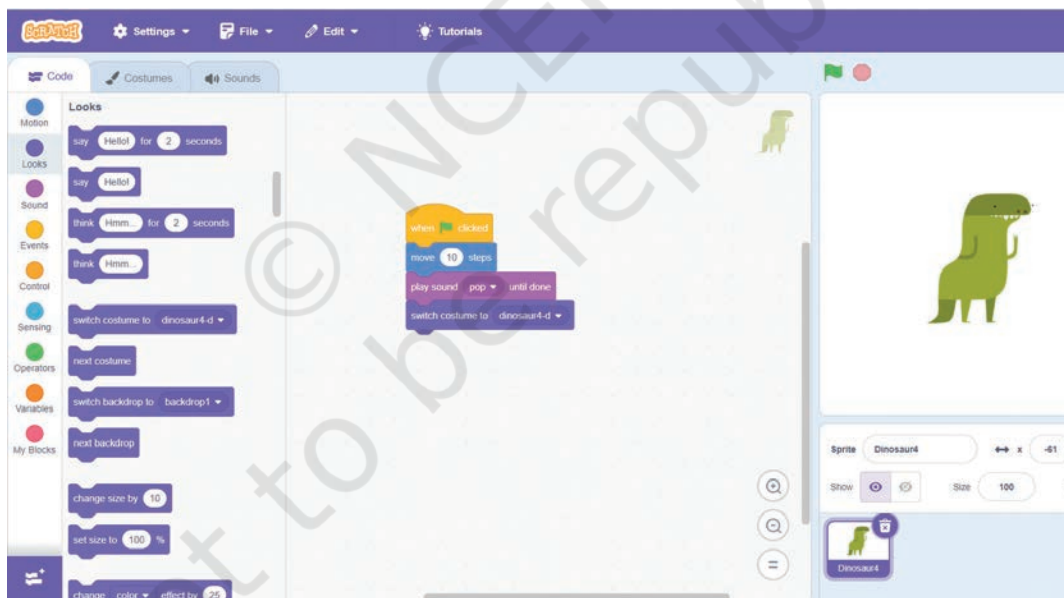 SCRATCH Settings File Edit Tutorials
Code Costumes Sounds
Motion
Looks
Sound
Events
Control
Sensing
Operators
Variables
My Blocks
Looks
say Hello! for 2 seconds
say Hello!
think Hmm... for 2 seconds
think Hmm...
switch costume to dinosaur4-d
next costume
switch backdrop to backdrop1
next backdrop
change size by 10
set size to 100 %
change color effect by 25
when clicked
move 10 steps
play sound pop until done
switch costume to dinosaur4-d
Sprite Dinosaur4 x -61
Show Size 100
Dinosaur4
© NCE
t to be repub